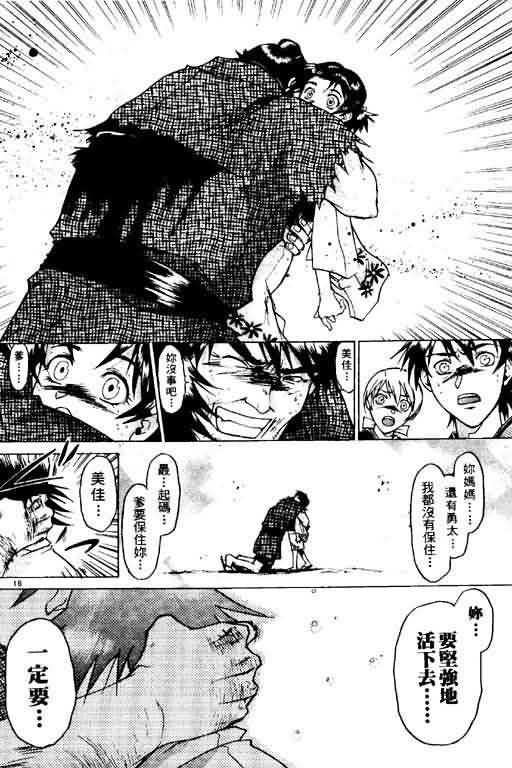 美佳…
妳沒事吧…
爹…
妳媽媽…
還有勇太…
我都沒有保住…
最…起碼…
爹要保住妳…
美佳…
妳…
要堅強地
活下去……
一定要…
16